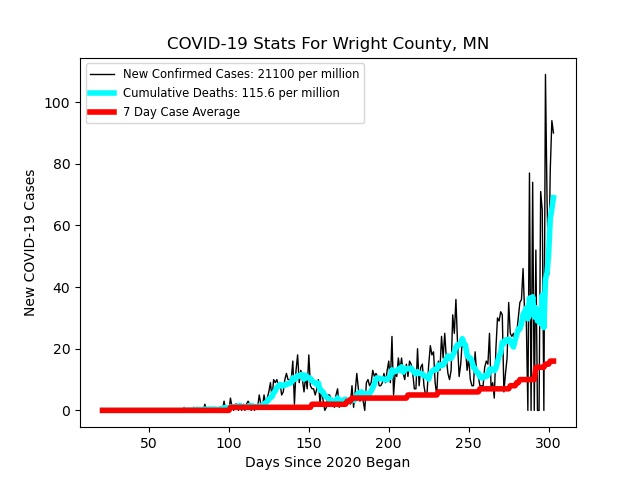 COVID-19 Stats For Wright County, MN
New Confirmed Cases: 21100 per million
Cumulative Deaths: 115.6 per million
7 Day Case Average
New COVID-19 Cases
100
80
60
40
20
0
50 100 150 200 250 300
Days Since 2020 Began